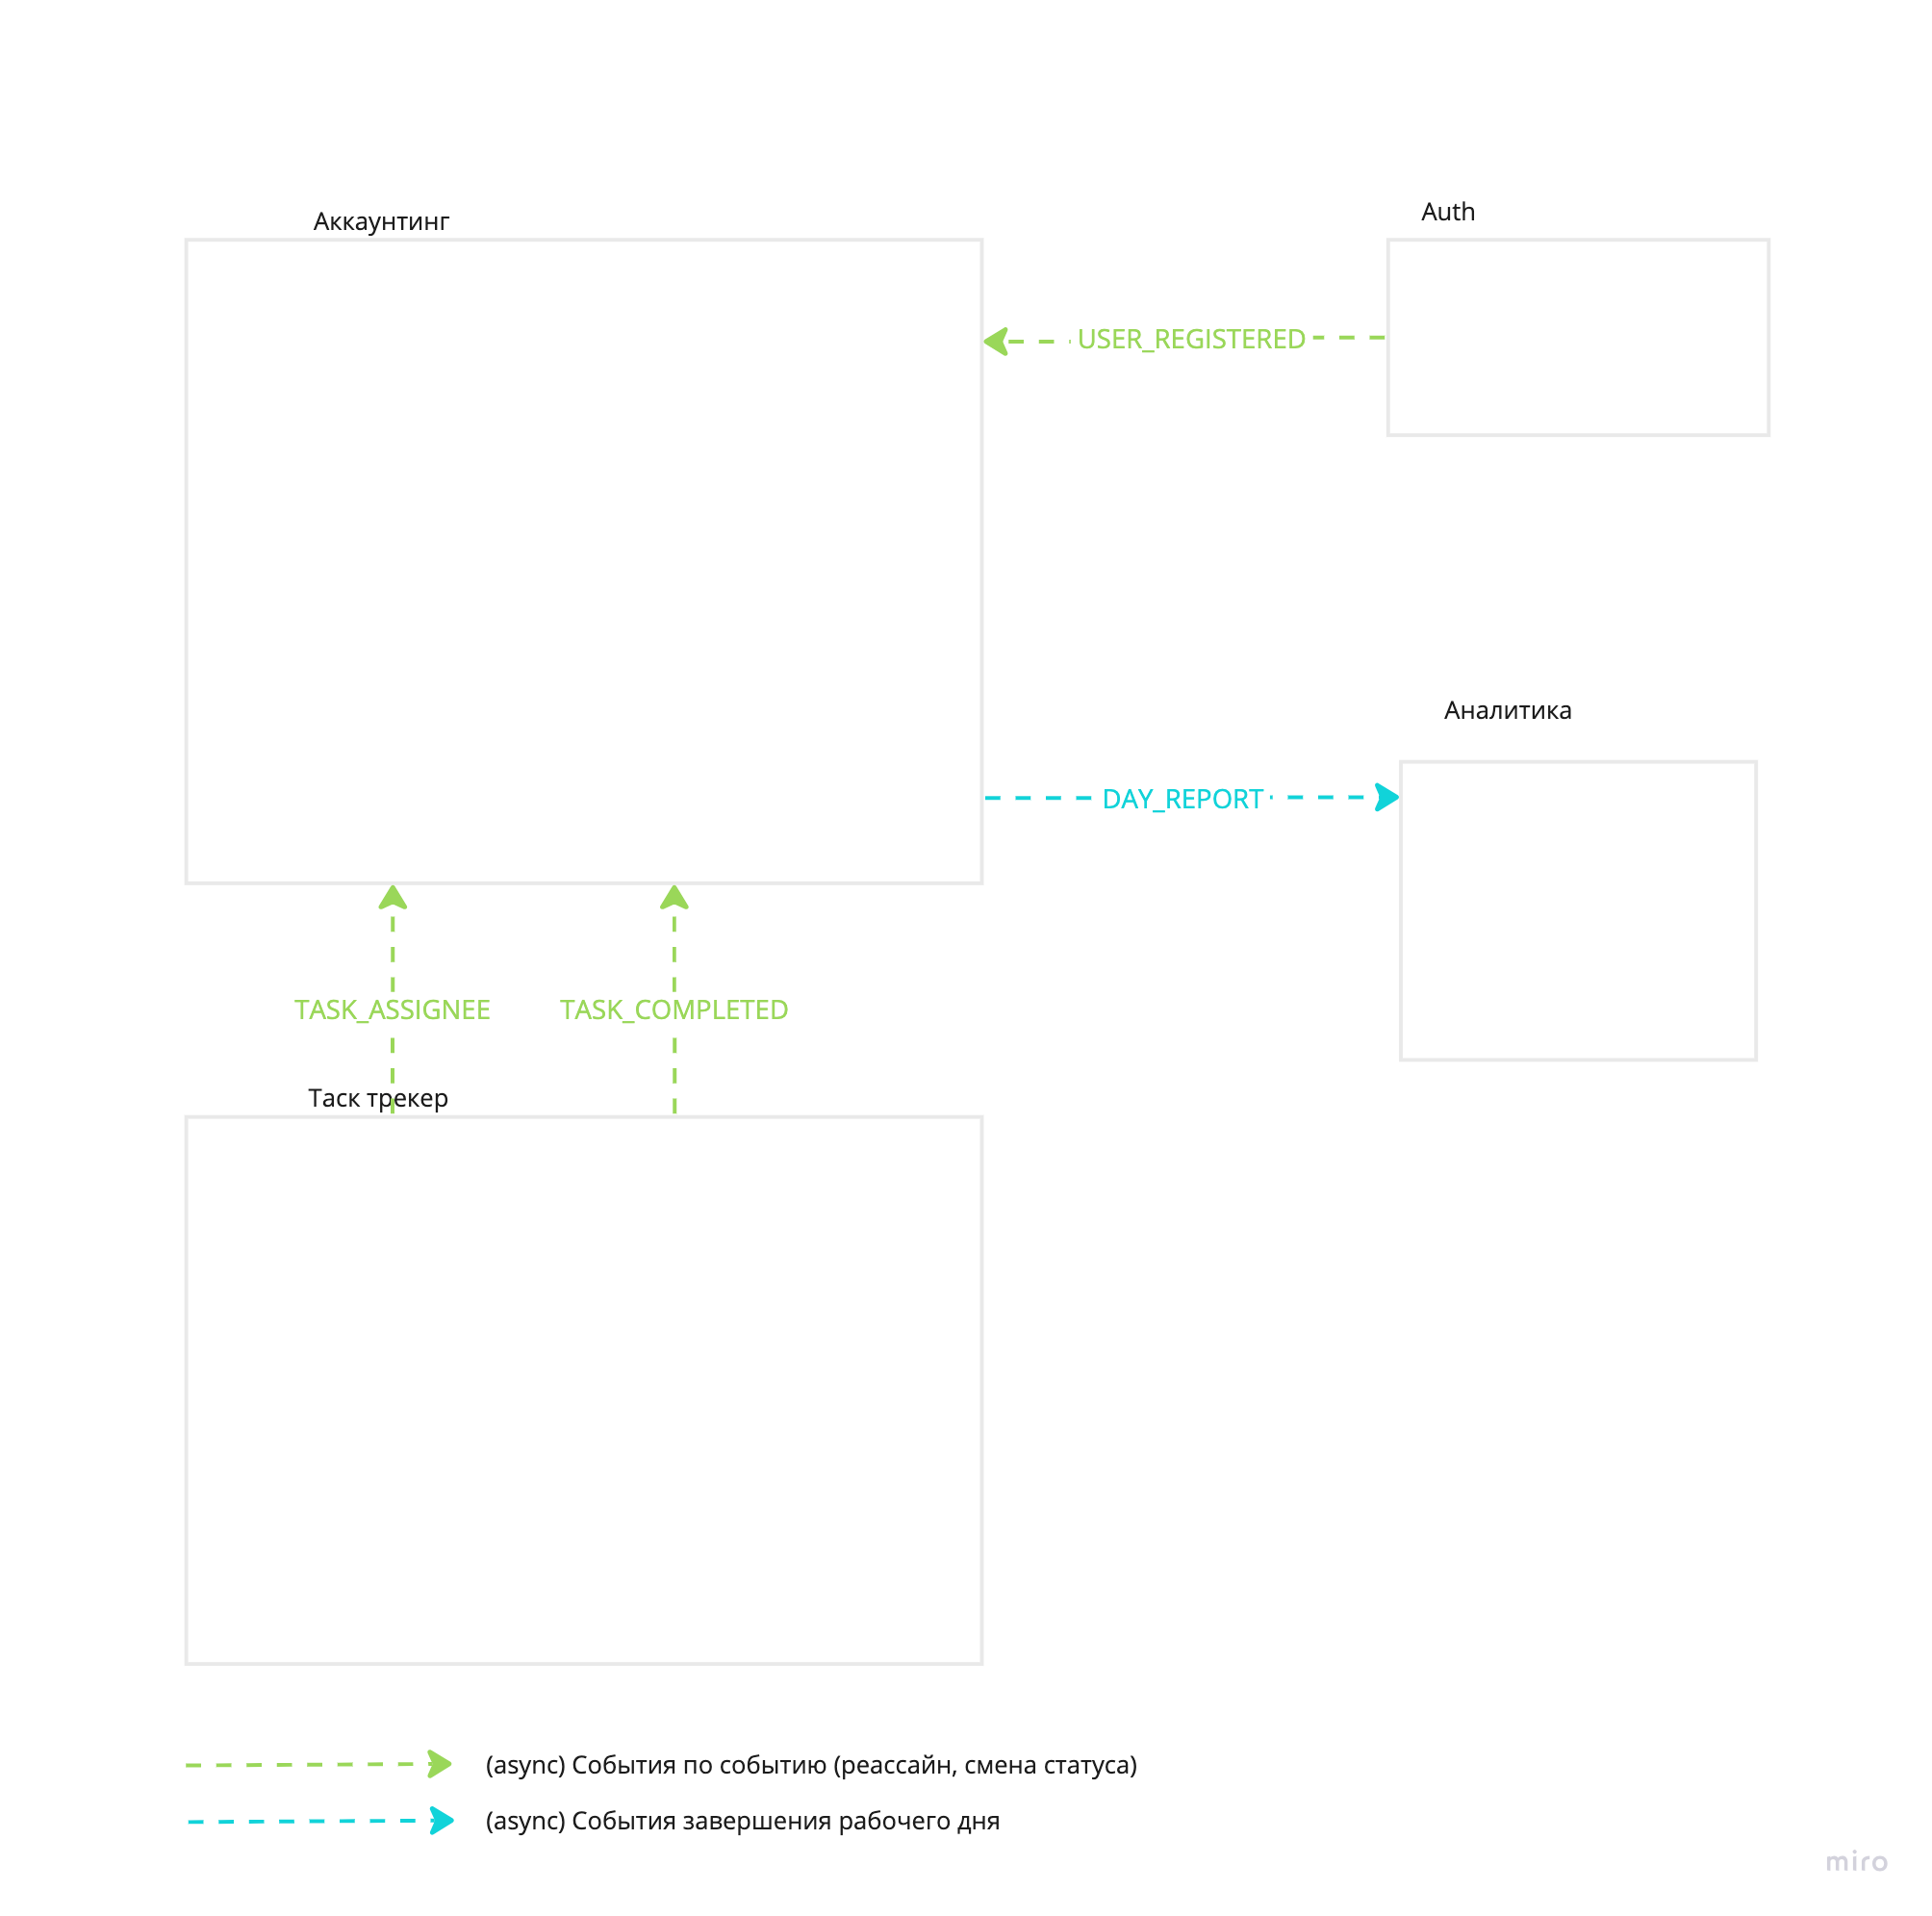 Аккаунтинг
Auth
USER_REGISTERED
Аналитика
DAY_REPORT
TASK_ASSIGNEE
TASK_COMPLETED
Таск трекер
(async) События по событию (реассайн, смена статуса)
(async) События завершения рабочего дня
miro